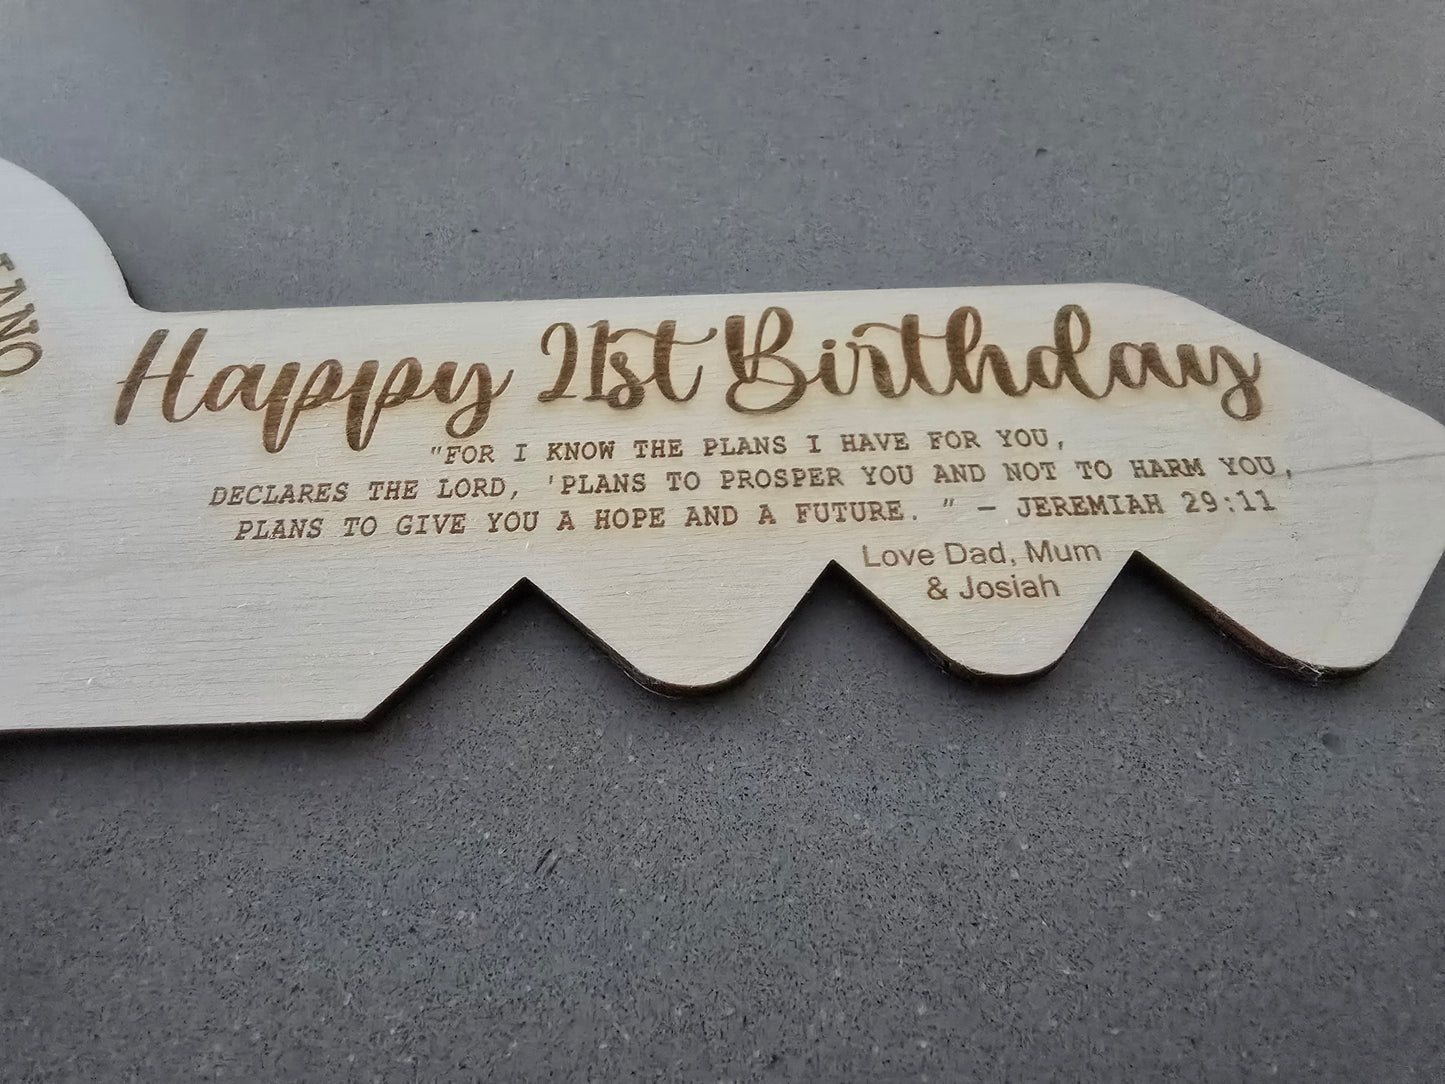 Happy 21st Birthday
"FOR I KNOW THE PLANS I HAVE FOR YOU,
DECLARES THE LORD, 'PLANS TO PROSPER YOU AND NOT TO HARM YOU,
PLANS TO GIVE YOU A HOPE AND A FUTURE. " — JEREMIAH 29:11
Love Dad, Mum
& Josiah